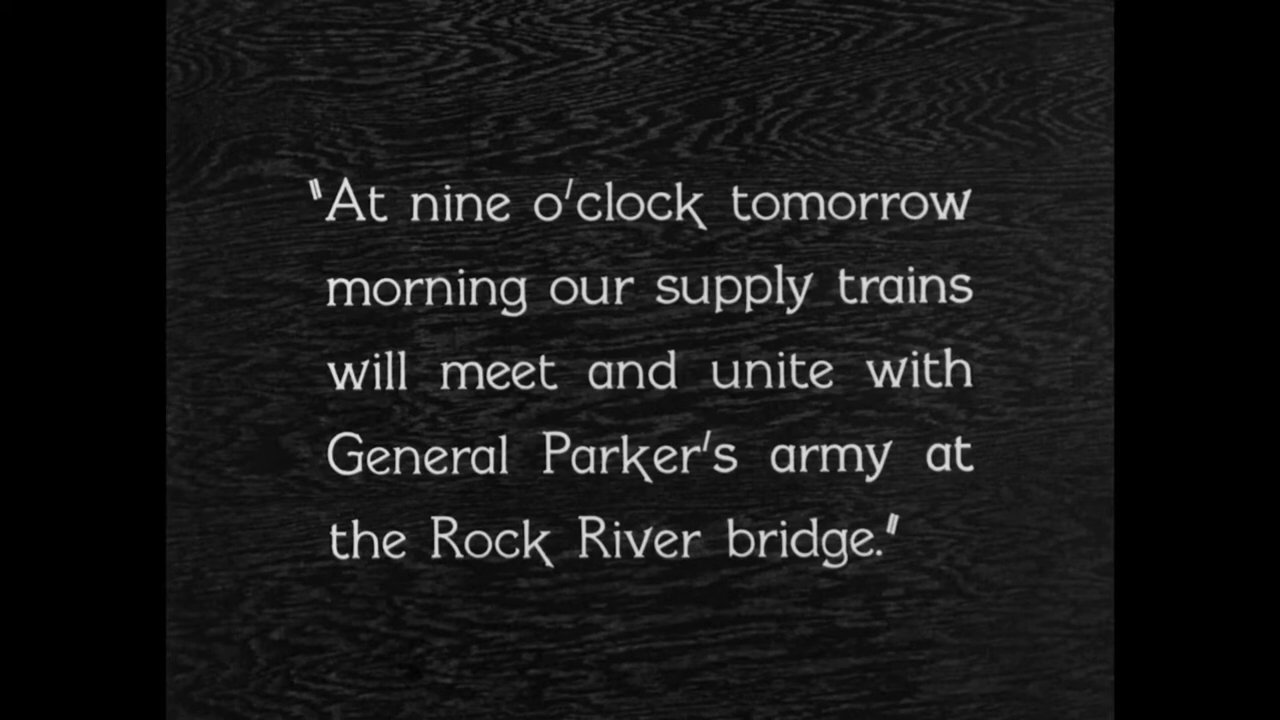 "At nine o'clock tomorrow
morning our supply trains
will meet and unite with
General Parker's army at
the Rock River bridge."